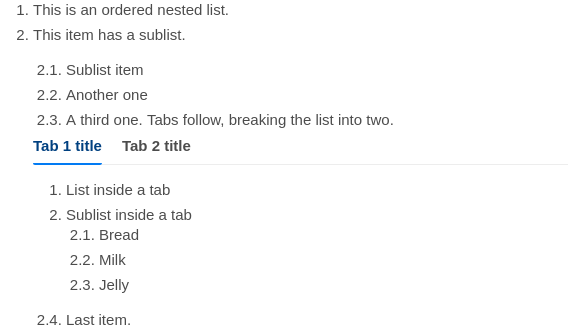 1. This is an ordered nested list.
2. This item has a sublist.
2.1. Sublist item
2.2. Another one
2.3. A third one. Tabs follow, breaking the list into two.
Tab 1 title Tab 2 title
1. List inside a tab
2. Sublist inside a tab
2.1. Bread
2.2. Milk
2.3. Jelly
2.4. Last item.